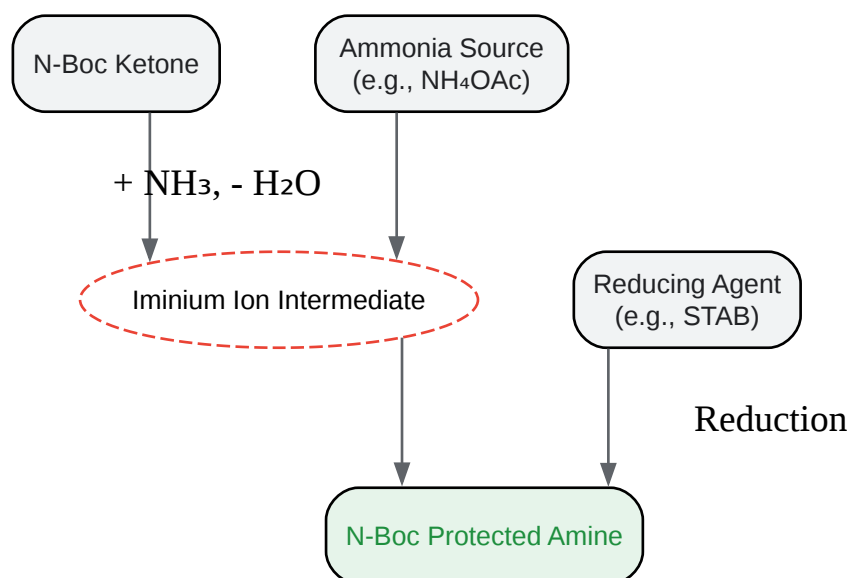 N-Boc Ketone
Ammonia Source
(e.g., NH₄OAc)
+ NH₃, - H₂O
Iminium Ion Intermediate
Reducing Agent
(e.g., STAB)
Reduction
N-Boc Protected Amine